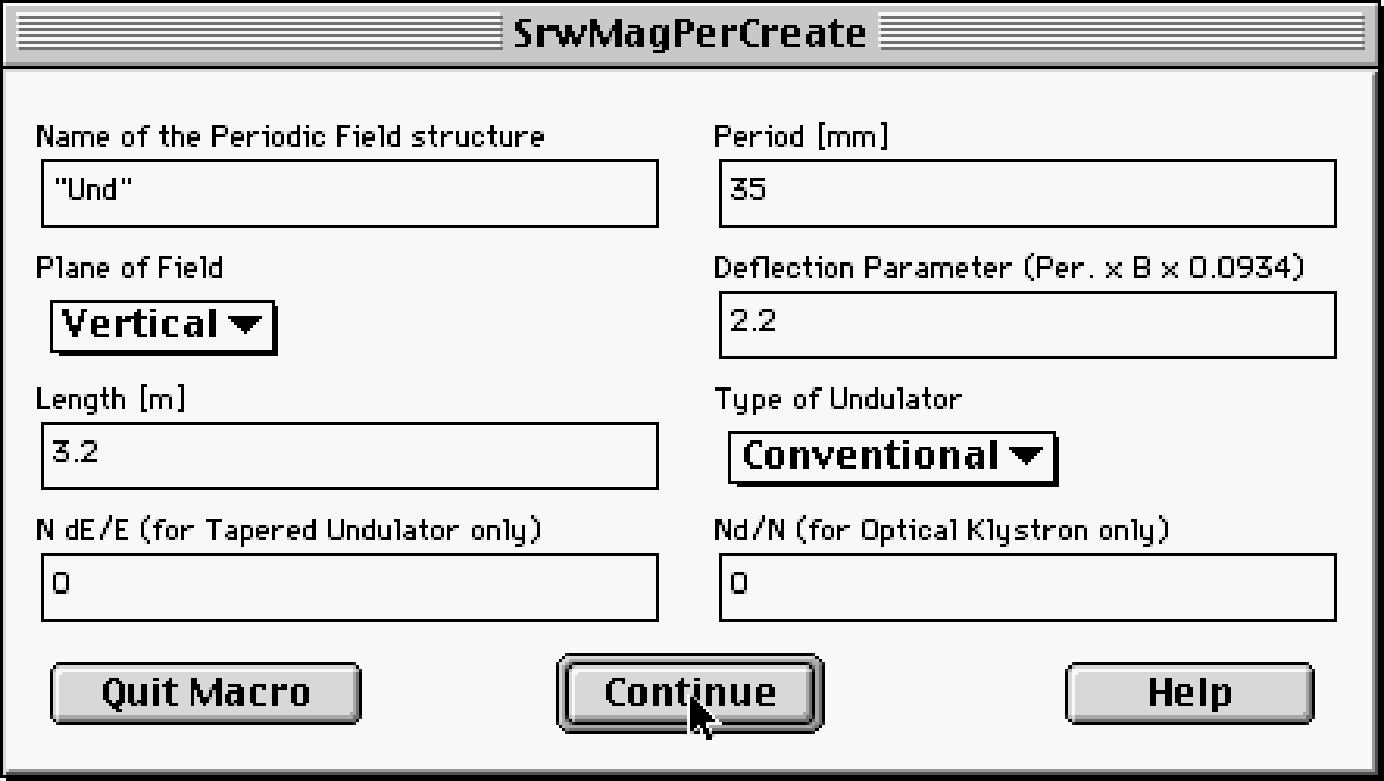 SrwMagPerCreate
Name of the Periodic Field structure
"Und"
Period [mm]
35
Plane of Field
Vertical
Deflection Parameter (Per. x B x 0.0934)
2.2
Length [m]
3.2
Type of Undulator
Conventional
N dE/E (for Tapered Undulator only)
0
Nd/N (for Optical Klystron only)
0
Quit Macro
Continue
Help